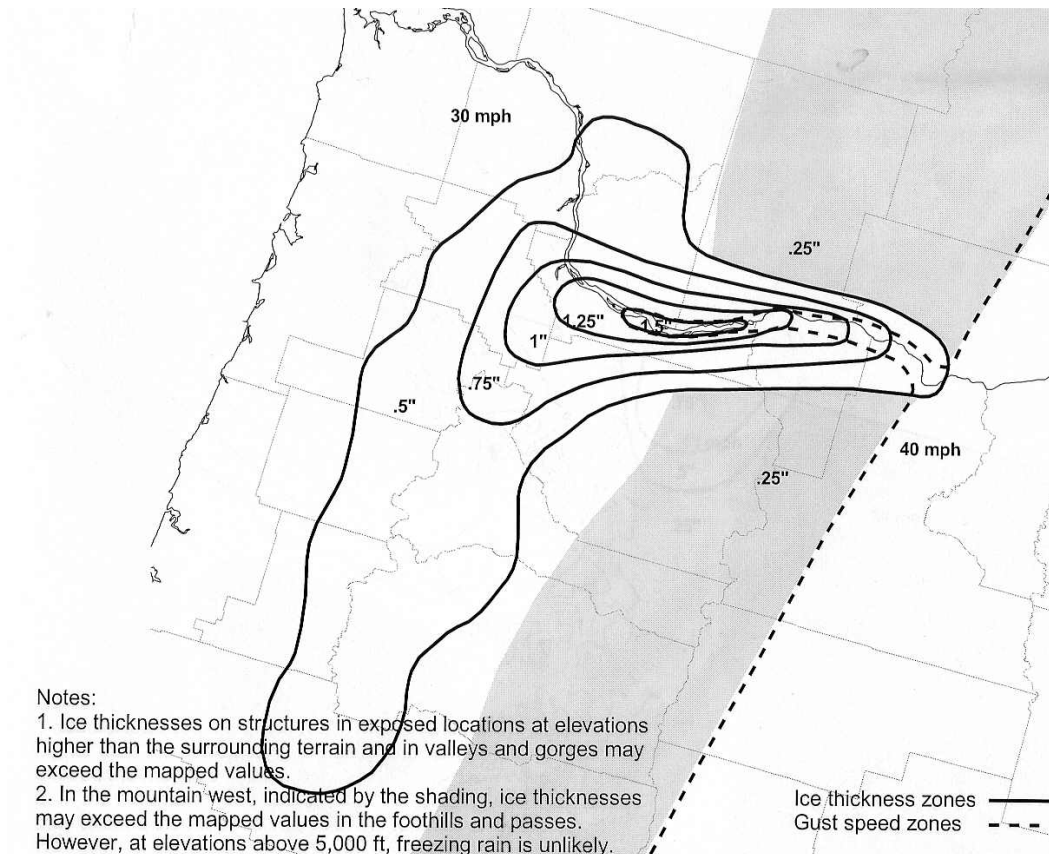 30 mph
.25"
1.25"
1.5"
1"
.75"
.5"
40 mph
.25"
Notes:
1. Ice thicknesses on structures in exposed locations at elevations
higher than the surrounding terrain and in valleys and gorges may
exceed the mapped values.
2. In the mountain west, indicated by the shading, ice thicknesses
may exceed the mapped values in the foothills and passes.
However, at elevations above 5,000 ft, freezing rain is unlikely.
Ice thickness zones
Gust speed zones